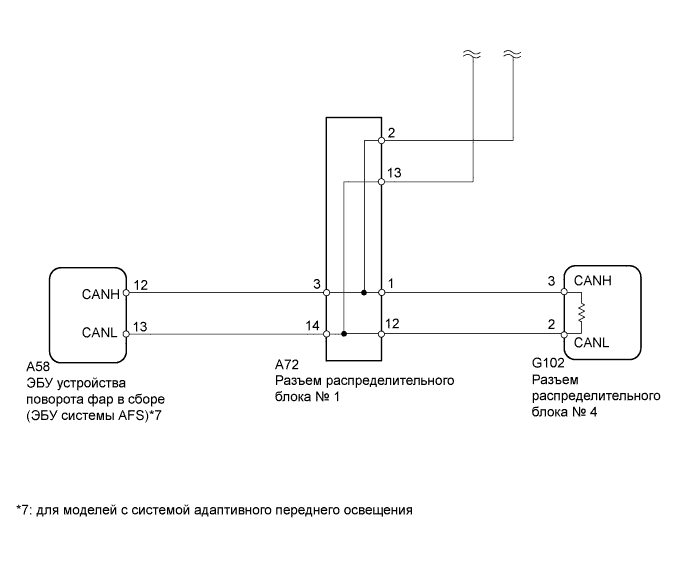 2
13
CANH
12
3
1
3
CANH
CANL
13
14
12
2
CANL
A58
ЭБУ устройства
поворота фар в сборе
(ЭБУ системы AFS)*7
A72
Разъем распределительного
блока № 1
G102
Разъем
распределительного
блока № 4
*7: для моделей с системой адаптивного переднего освещения